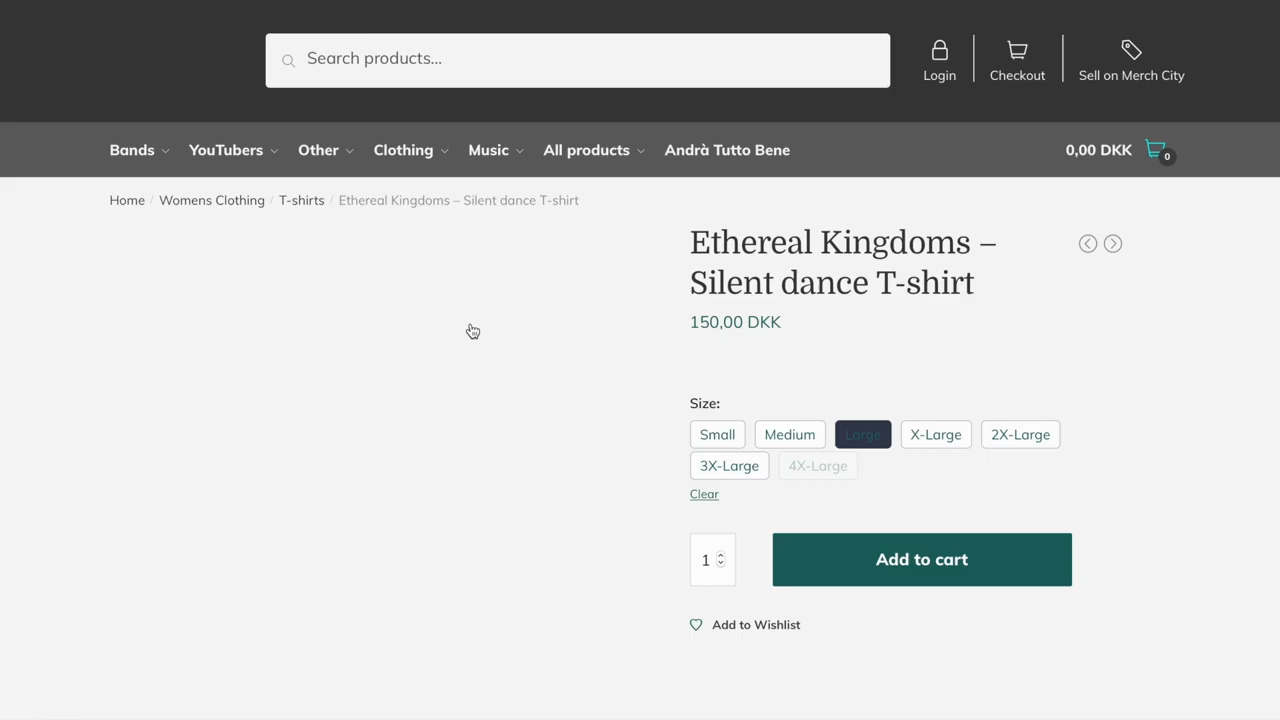 Search products...
Login
Checkout
Sell on Merch City
Bands
YouTubers
Other
Clothing
Music
All products
Andrà Tutto Bene
0,00 DKK
0
Home / Womens Clothing / T-shirts / Ethereal Kingdoms – Silent dance T-shirt
Ethereal Kingdoms –
Silent dance T-shirt
150,00 DKK
Size:
Small
Medium
Large
X-Large
2X-Large
3X-Large
4X-Large
Clear
1
Add to cart
Add to Wishlist